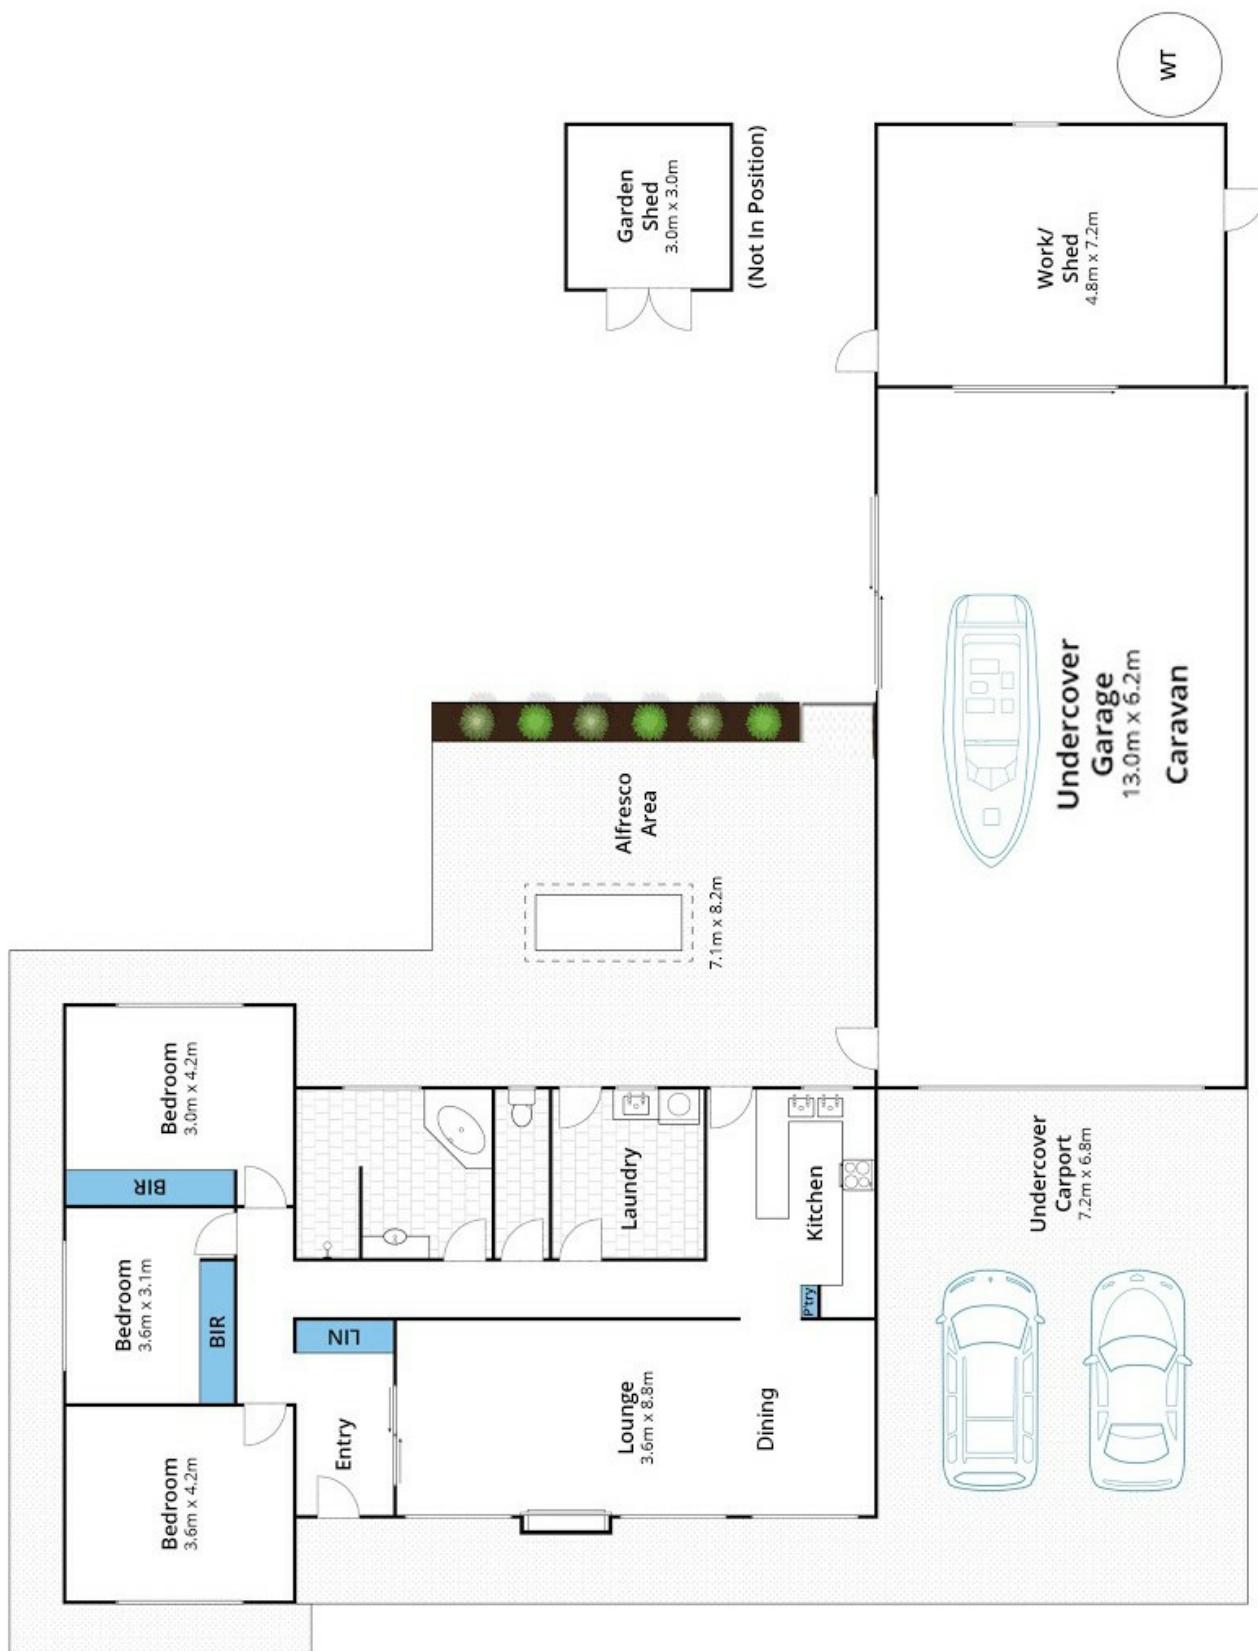 WT
Garden
Shed
3.0m x 3.0m
(Not In Position)
Work/
Shed
4.8m x 7.2m
Undercover
Garage
13.0m x 6.2m
Caravan
Alfresco
Area
7.1m x 8.2m
Bedroom
3.0m x 4.2m
BIR
Bedroom
3.6m x 3.1m
BIR
Bedroom
3.6m x 4.2m
LIN
Entry
Laundry
Kitchen
P'try
Lounge
3.6m x 8.8m
Dining
Undercover
Carport
7.2m x 6.8m